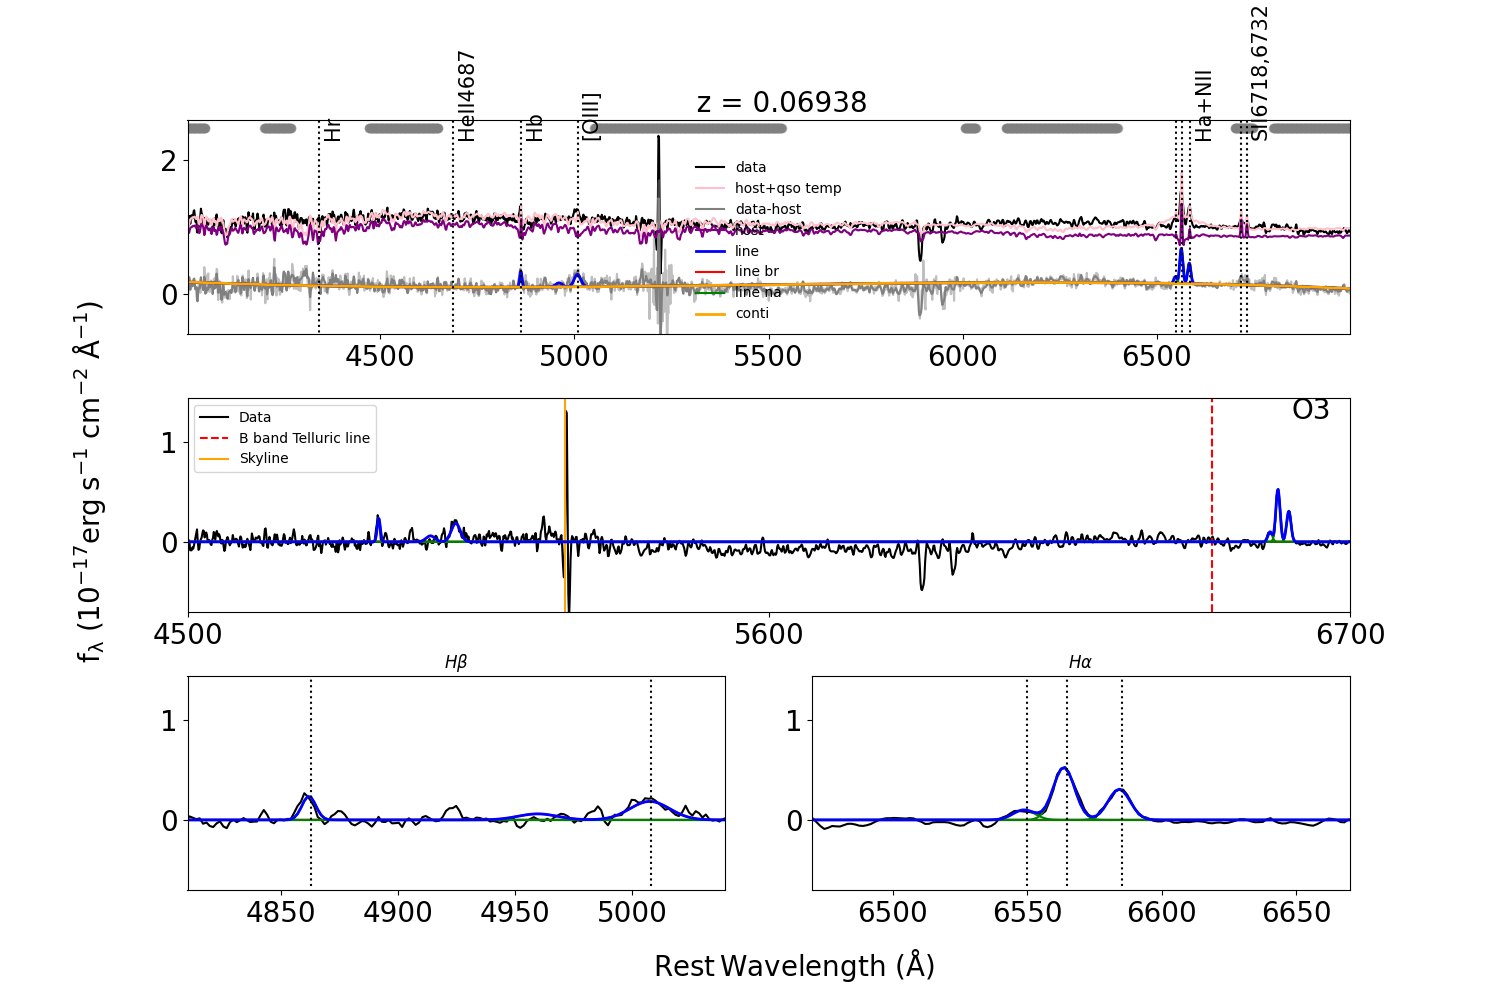 z = 0.06938
Hr
HeII4687
Hb
[OIII]
Ha+NII
SII6718,6732
data
host+qso temp
data-host
host
line
line br
line na
conti
2
0
4500
5000
5500
6000
6500
Data
B band Telluric line
Skyline
O3
1
0
4500
5600
6700
fλ (10⁻¹⁷erg s⁻¹ cm⁻² Å⁻¹)
Hβ
1
0
4850
4900
4950
5000
Hα
1
0
6500
6550
6600
6650
Rest Wavelength (Å)